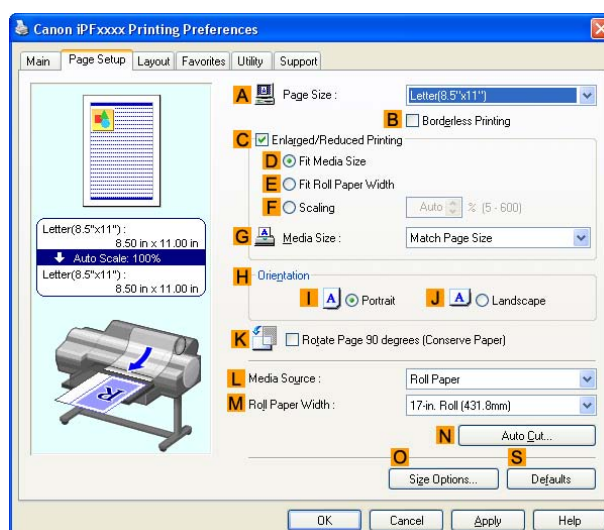 Canon iPFxxxx Printing Preferences
Main Page Setup Layout Favorites Utility Support
A Page Size : Letter(8.5"x11")
B Borderless Printing
C Enlarged/Reduced Printing
D Fit Media Size
E Fit Roll Paper Width
F Scaling Auto % (5 - 600)
G Media Size : Match Page Size
Letter(8.5"x11") :
8.50 in x 11.00 in
Auto Scale: 100%
Letter(8.5"x11") :
8.50 in x 11.00 in
H Orientation
I A Portrait J A Landscape
K Rotate Page 90 degrees (Conserve Paper)
R
L Media Source : Roll Paper
M Roll Paper Width : 17-in. Roll (431.8mm)
N Auto Cut...
O S
Size Options... Defaults
OK Cancel Apply Help